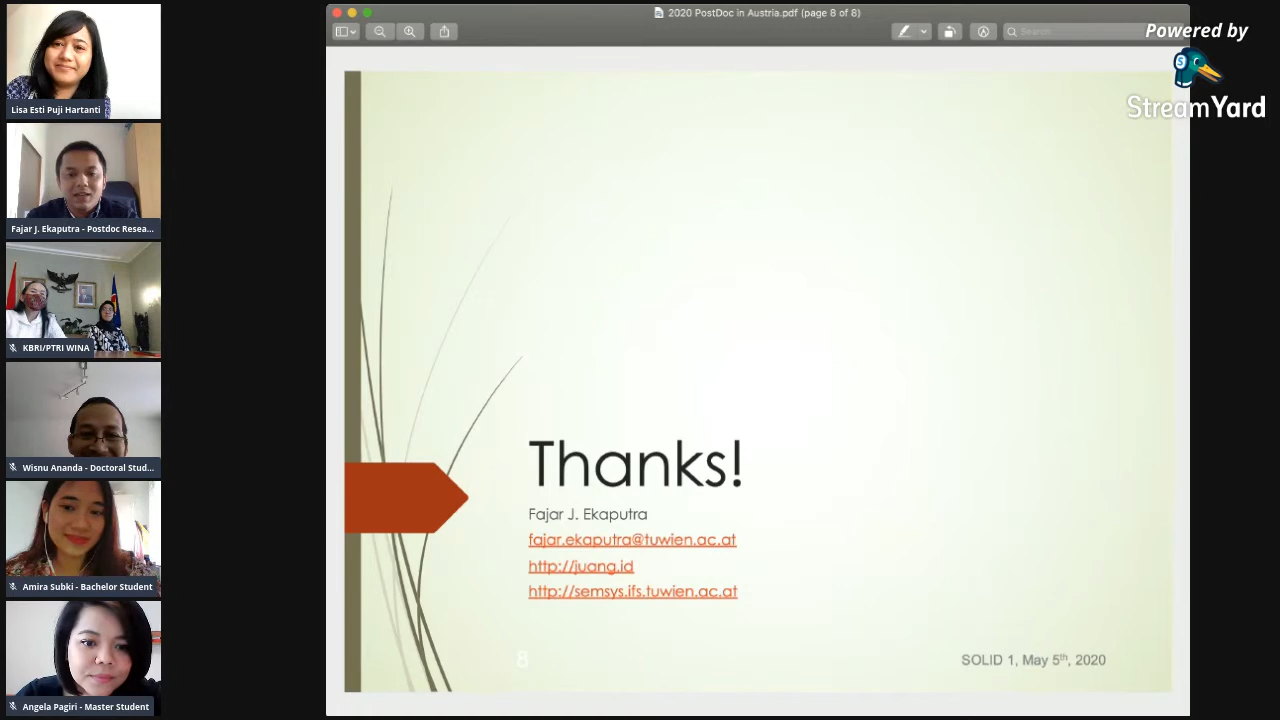 2020 PostDoc in Austria.pdf (page 8 of 8)
Search
Powered by
StreamYard
Lisa Esti Puji Hartanti
Fajar J. Ekaputra - Postdoc Resea...
KBRI/PTRI WINA
Wisnu Ananda - Doctoral Stud...
Amira Subki - Bachelor Student
Angela Pagiri - Master Student
Thanks!
Fajar J. Ekaputra
fajar.ekaputra@tuwien.ac.at
http://juang.id
http://semsys.ifs.tuwien.ac.at
8
SOLID 1, May 5th, 2020